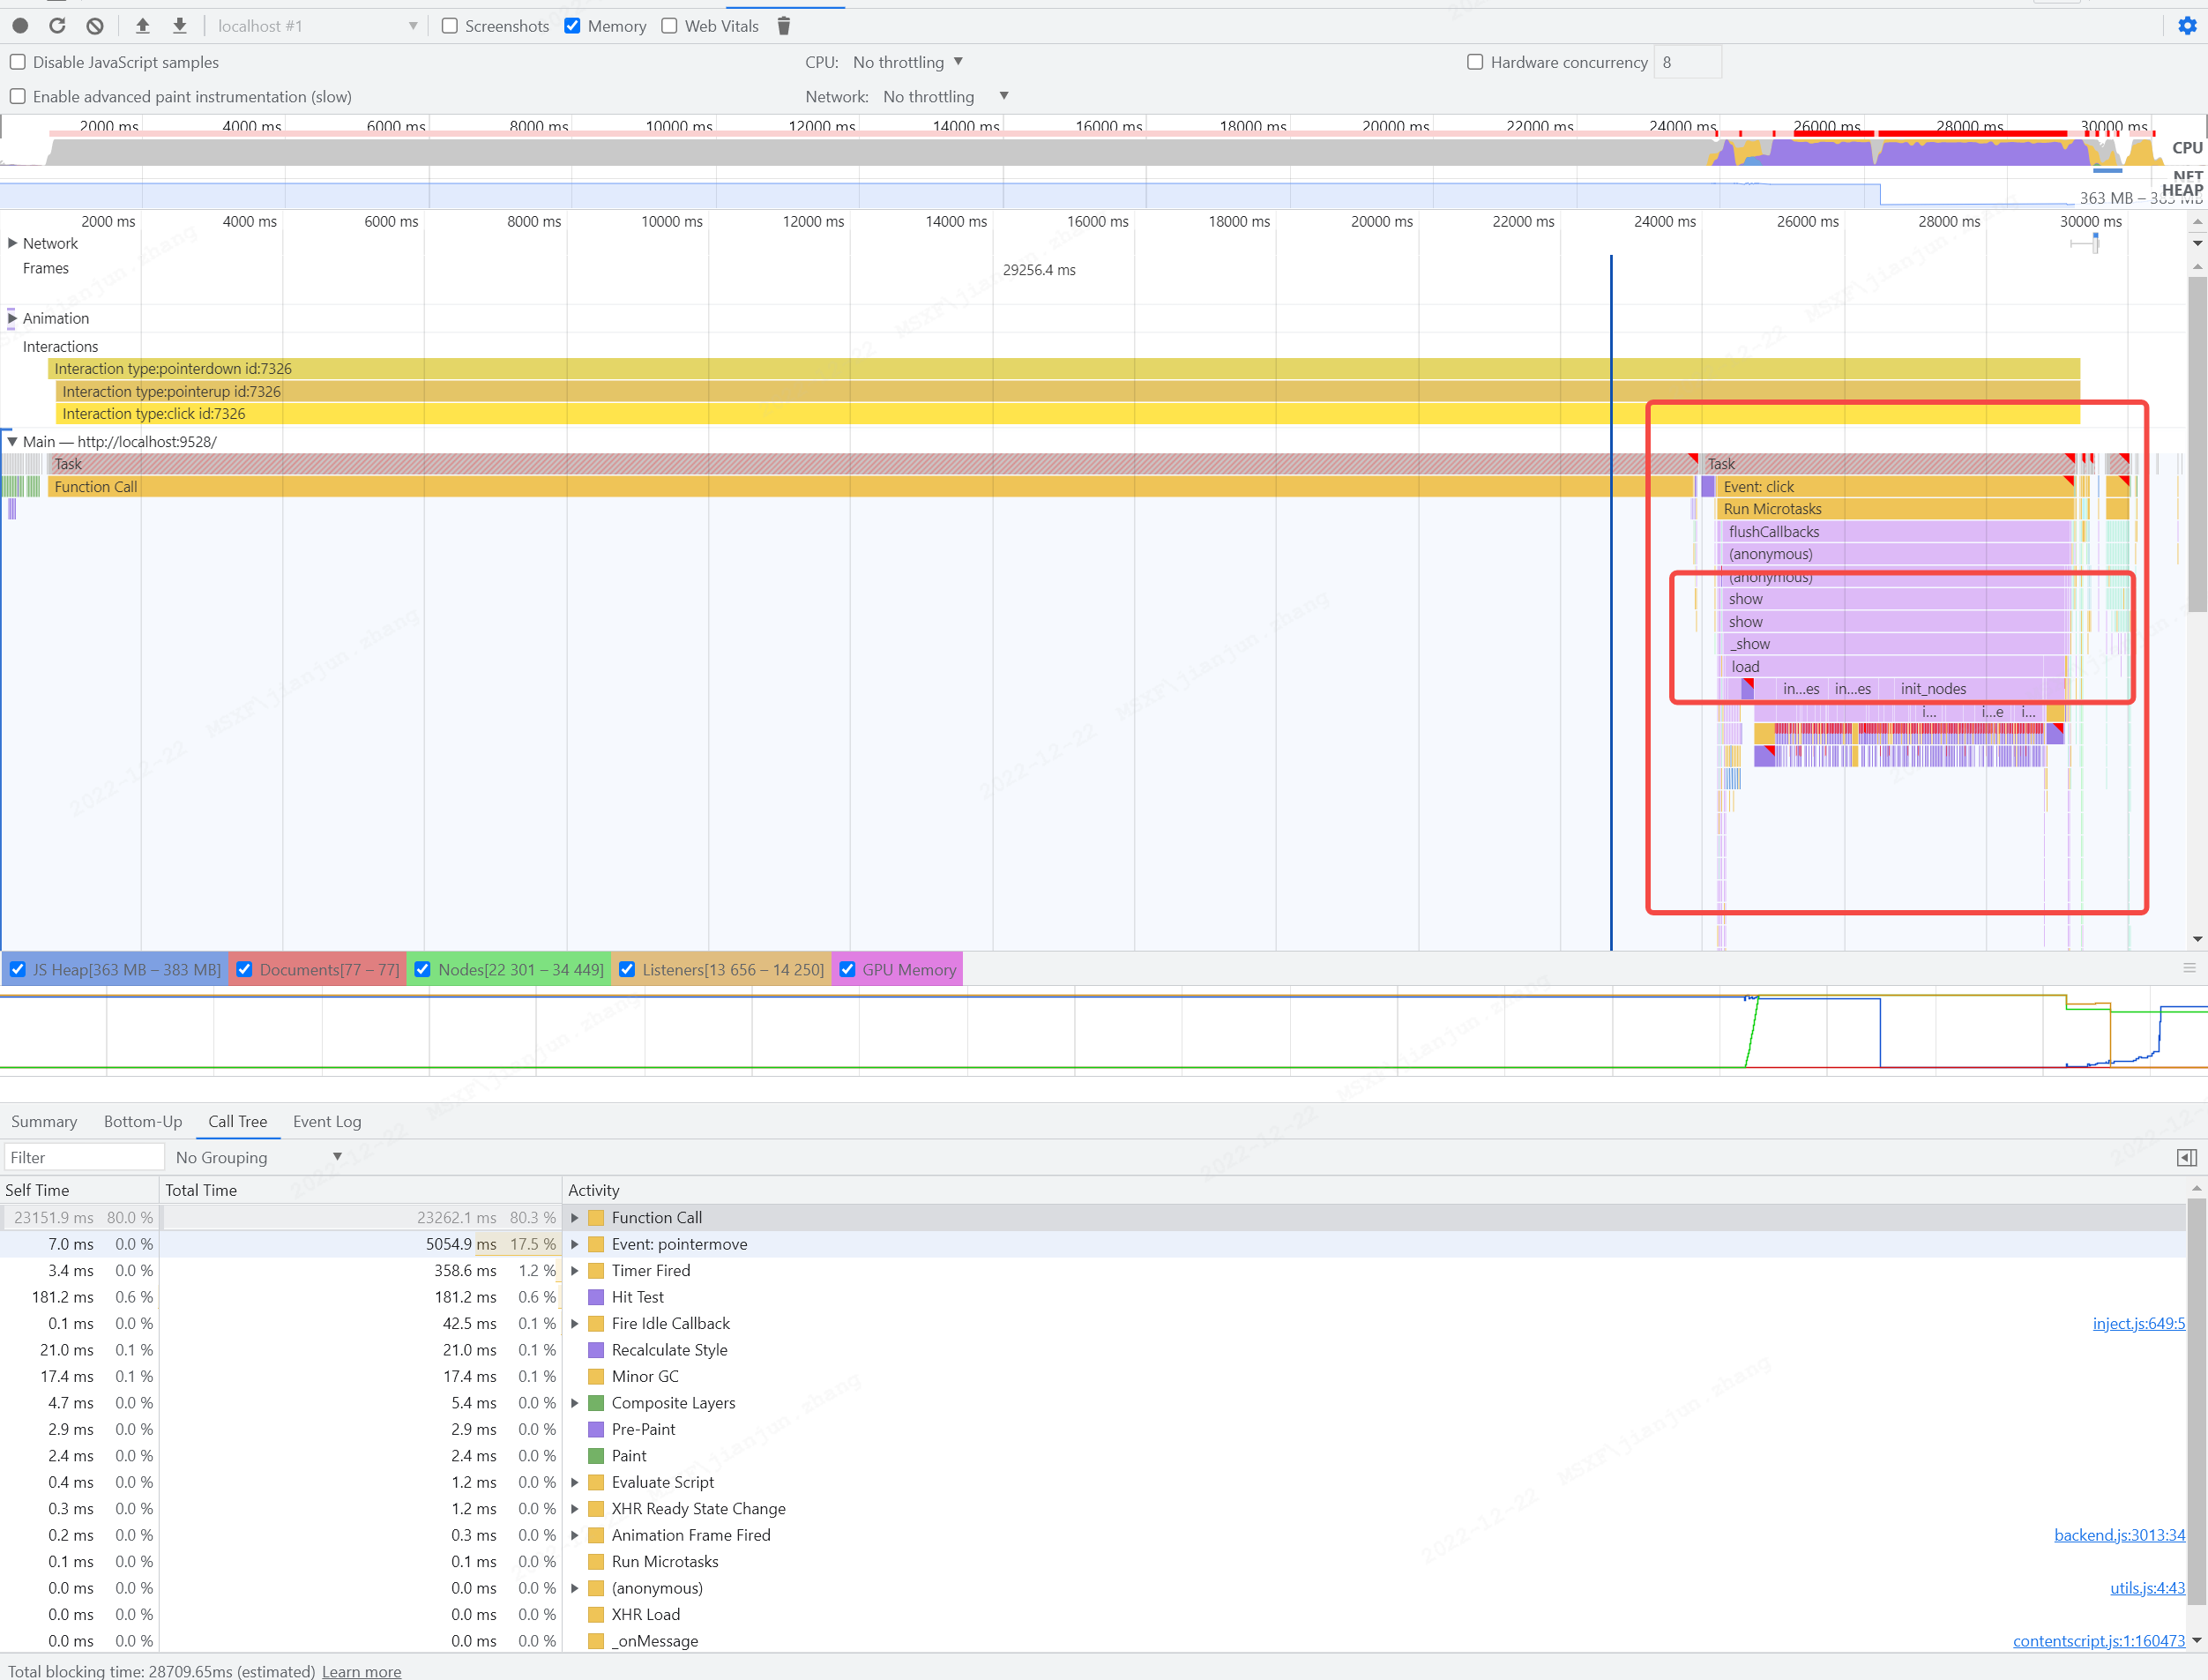 localhost #1 Screenshots Memory Web Vitals
Disable JavaScript samples CPU: No throttling Hardware concurrency 8
Enable advanced paint instrumentation (slow) Network: No throttling
2000 ms 4000 ms 6000 ms 8000 ms 10000 ms 12000 ms 14000 ms 16000 ms 18000 ms 20000 ms 22000 ms 24000 ms 26000 ms 28000 ms 30000 ms
CPU
NET
HEAP
363 MB – 383 MB
2000 ms 4000 ms 6000 ms 8000 ms 10000 ms 12000 ms 14000 ms 16000 ms 18000 ms 20000 ms 22000 ms 24000 ms 26000 ms 28000 ms 30000 ms
Network
Frames 29256.4 ms
Animation
Interactions
Interaction type:pointerdown id:7326
Interaction type:pointerup id:7326
Interaction type:click id:7326
Main — http://localhost:9528/
Task Task
Function Call Event: click
Run Microtasks
flushCallbacks
(anonymous)
(anonymous)
show
show
_show
load
in...es in...es init_nodes
i... i...e i...
JS Heap[363 MB – 383 MB] Documents[77 – 77] Nodes[22 301 – 34 449] Listeners[13 656 – 14 250] GPU Memory
Summary Bottom-Up Call Tree Event Log
Filter No Grouping
Self Time Total Time Activity
23151.9 ms 80.0 % 23262.1 ms 80.3 % Function Call
7.0 ms 0.0 % 5054.9 ms 17.5 % Event: pointermove
3.4 ms 0.0 % 358.6 ms 1.2 % Timer Fired
181.2 ms 0.6 % 181.2 ms 0.6 % Hit Test
0.1 ms 0.0 % 42.5 ms 0.1 % Fire Idle Callback inject.js:649:5
21.0 ms 0.1 % 21.0 ms 0.1 % Recalculate Style
17.4 ms 0.1 % 17.4 ms 0.1 % Minor GC
4.7 ms 0.0 % 5.4 ms 0.0 % Composite Layers
2.9 ms 0.0 % 2.9 ms 0.0 % Pre-Paint
2.4 ms 0.0 % 2.4 ms 0.0 % Paint
0.4 ms 0.0 % 1.2 ms 0.0 % Evaluate Script
0.3 ms 0.0 % 1.2 ms 0.0 % XHR Ready State Change
0.2 ms 0.0 % 0.3 ms 0.0 % Animation Frame Fired backend.js:3013:34
0.1 ms 0.0 % 0.1 ms 0.0 % Run Microtasks
0.0 ms 0.0 % 0.0 ms 0.0 % (anonymous) utils.js:4:43
0.0 ms 0.0 % 0.0 ms 0.0 % XHR Load
0.0 ms 0.0 % 0.0 ms 0.0 % _onMessage contentscript.js:1:160473
Total blocking time: 28709.65ms (estimated) Learn more
2022-12-22 MSXF\jianjun.zhang